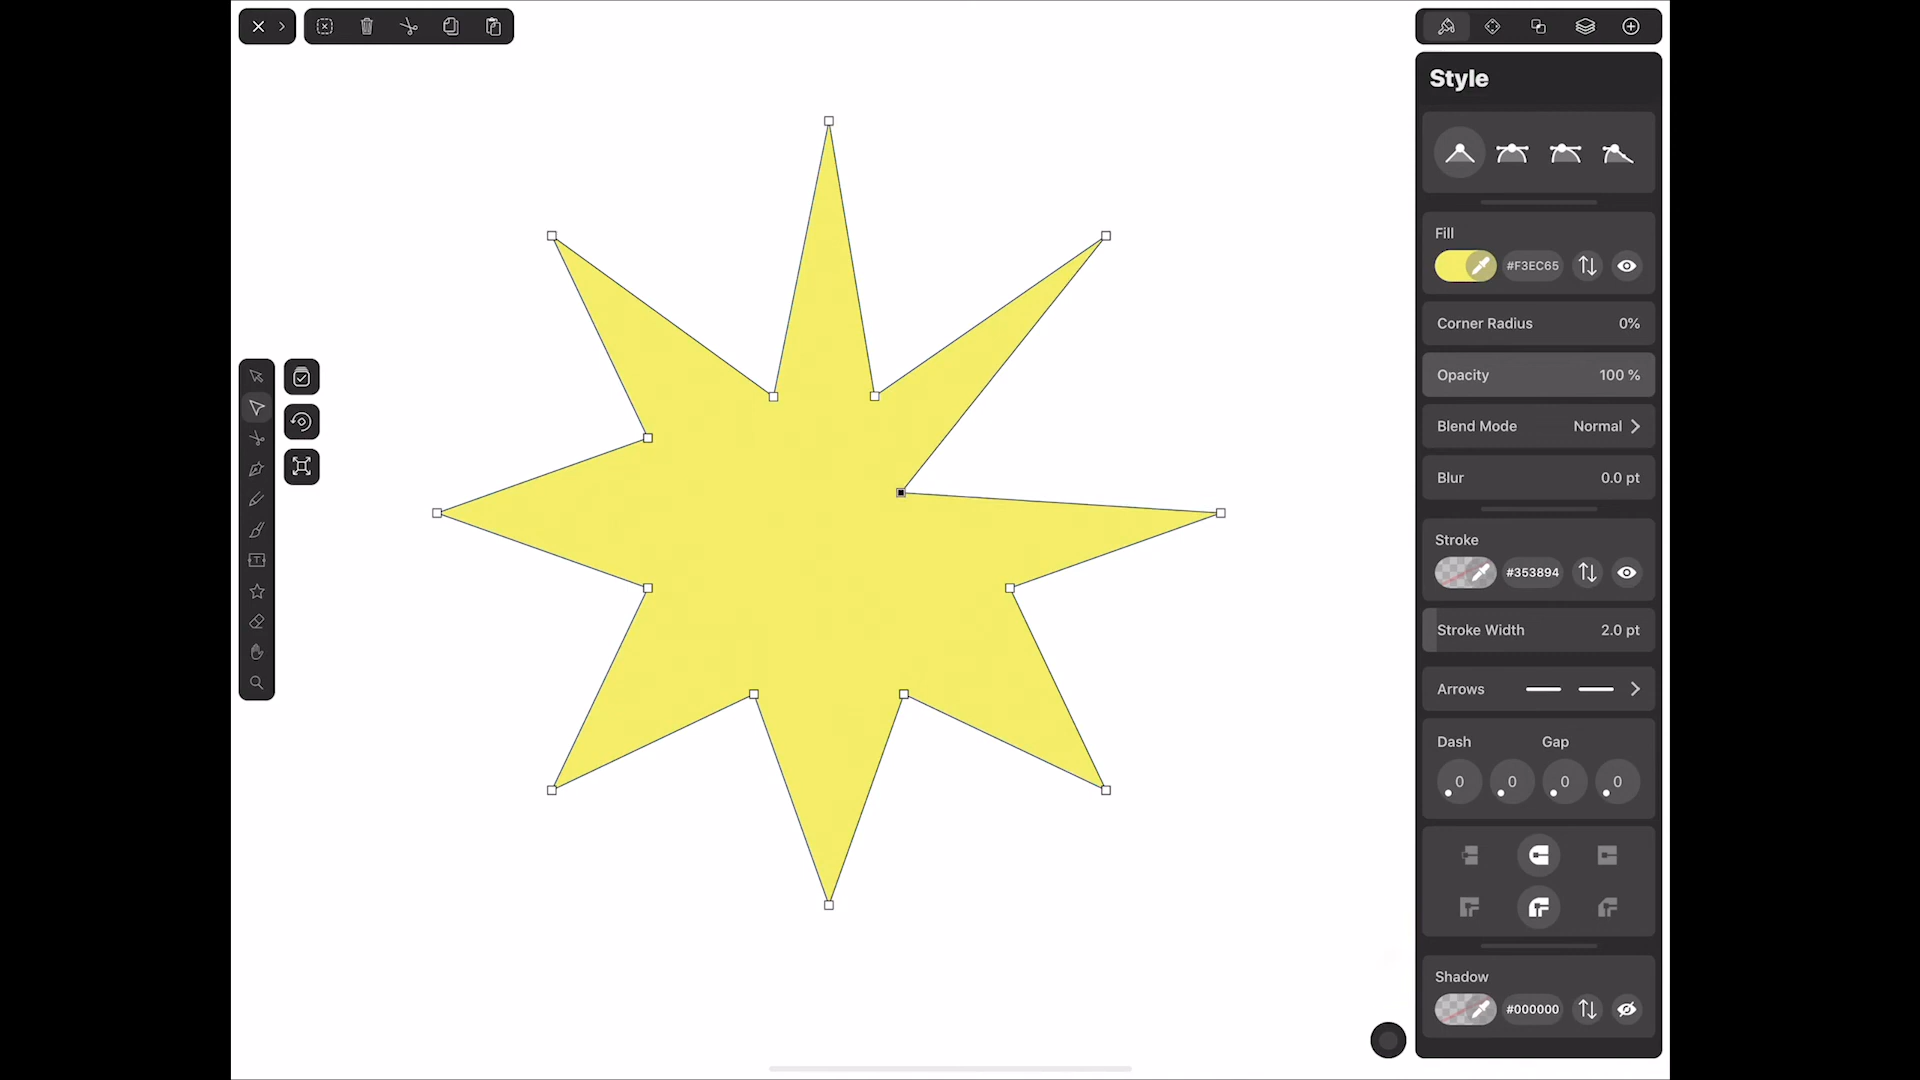 Style
Fill
#F3EC65
Corner Radius 0%
Opacity 100 %
Blend Mode Normal
Blur 0.0 pt
Stroke
#353894
Stroke Width 2.0 pt
Arrows
Dash Gap
0 0 0 0
T
Shadow
#000000